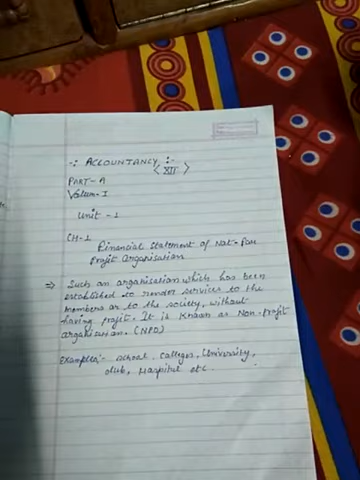 -: ACCOUNTANCY :-
< XII >
PART-A
Volum-I
Unit -1
CH-1
Financial Statement of Not-For
Profit Organisation
⇒ Such an organisation which has been
established to render services to the
members or to the society, without
having profit. It is known as Non-Profit
organisation. (NPO)
Examples:- School, Colleges, University,
club, Hospital etc.